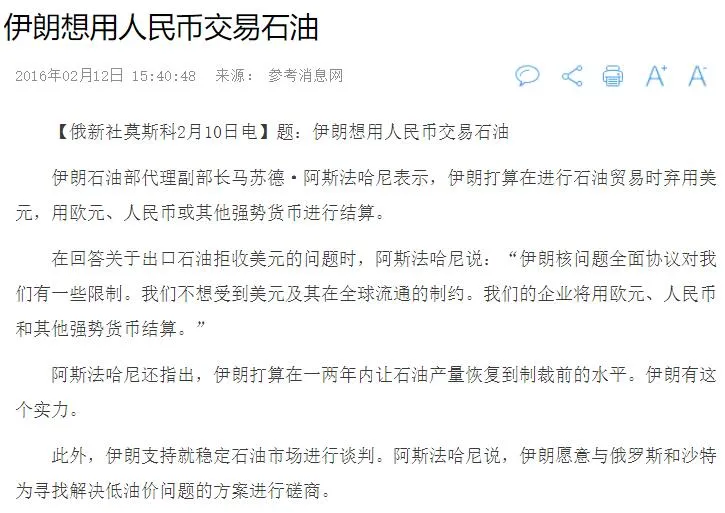 伊朗想用人民币交易石油
2016年02月12日 15:40:48 来源： 参考消息网
A+ A-
【俄新社莫斯科2月10日电】题：伊朗想用人民币交易石油
伊朗石油部代理副部长马苏德·阿斯法哈尼表示，伊朗打算在进行石油贸易时弃用美
元，用欧元、人民币或其他强势货币进行结算。
在回答关于出口石油拒收美元的问题时，阿斯法哈尼说：“伊朗核问题全面协议对我
们有一些限制。我们不想受到美元及其在全球流通的制约。我们的企业将用欧元、人民币
和其他强势货币结算。”
阿斯法哈尼还指出，伊朗打算在一两年内让石油产量恢复到制裁前的水平。伊朗有这
个实力。
此外，伊朗支持就稳定石油市场进行谈判。阿斯法哈尼说，伊朗愿意与俄罗斯和沙特
为寻找解决低油价问题的方案进行磋商。